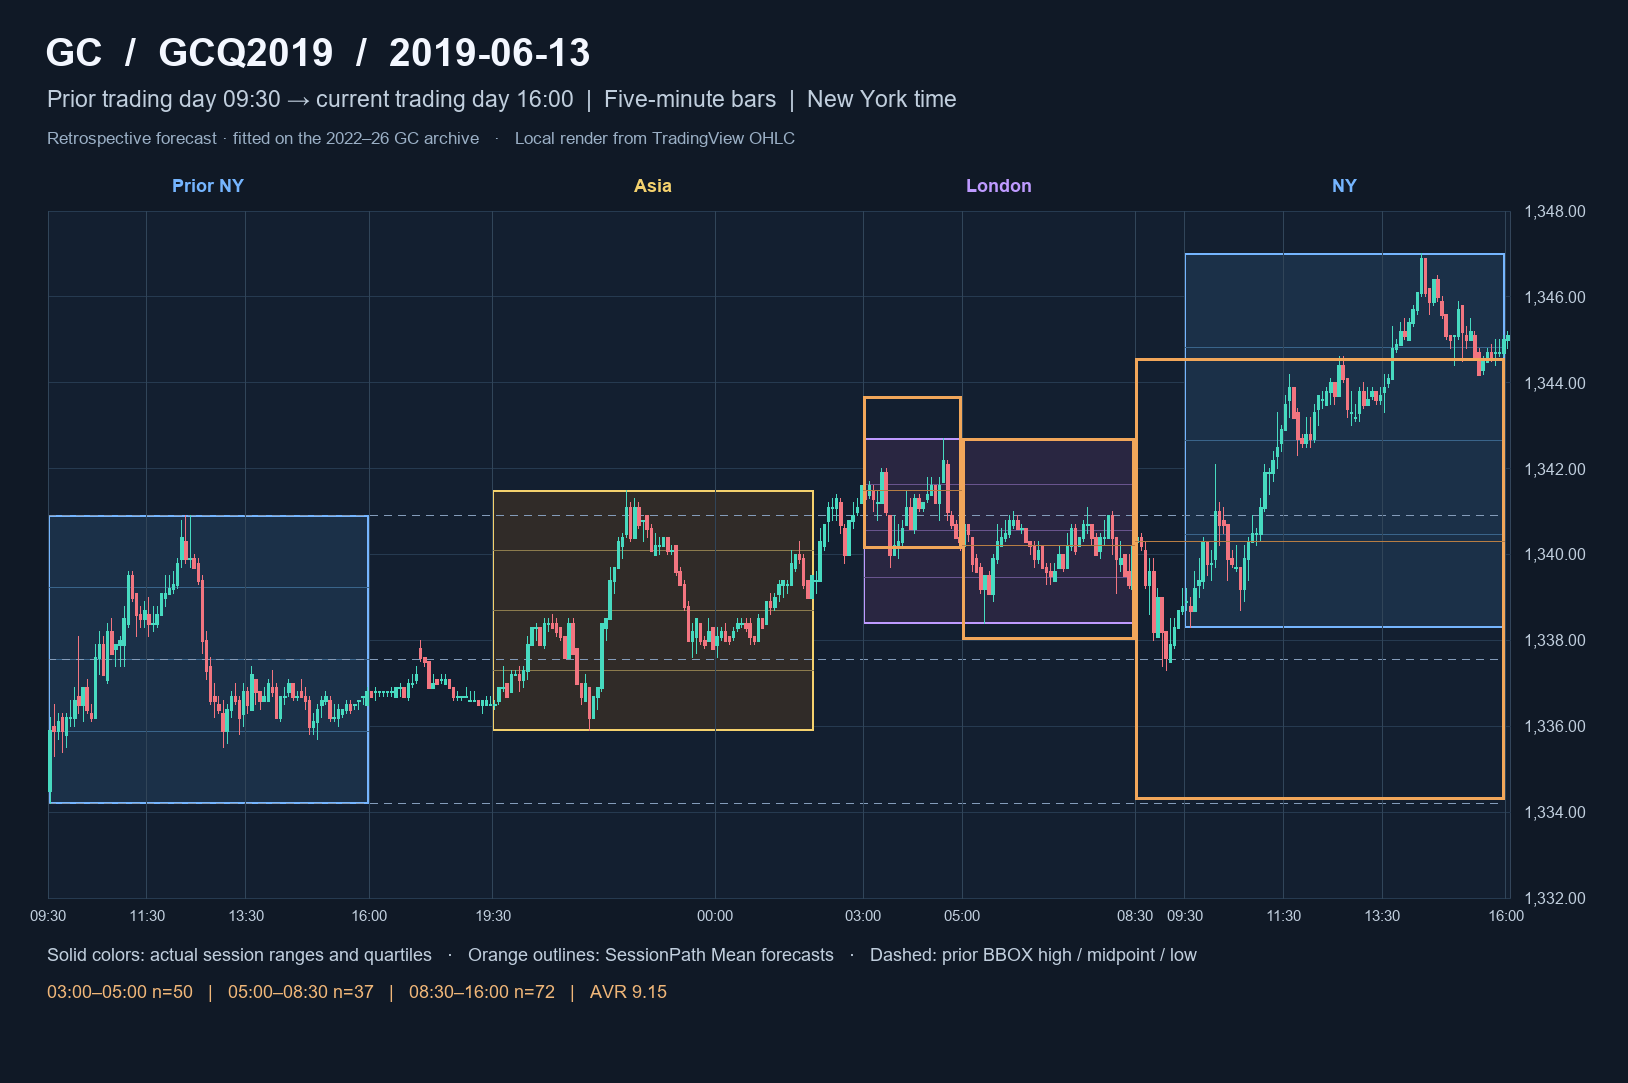 GC / GCQ2019 / 2019-06-13
Prior trading day 09:30 → current trading day 16:00 | Five-minute bars | New York time
Retrospective forecast · fitted on the 2022–26 GC archive · Local render from TradingView OHLC
Prior NY Asia London NY
1,348.00
1,346.00
1,344.00
1,342.00
1,340.00
1,338.00
1,336.00
1,334.00
1,332.00
09:30 11:30 13:30 16:00 19:30 00:00 03:00 05:00 08:30 09:30 11:30 13:30 16:00
Solid colors: actual session ranges and quartiles · Orange outlines: SessionPath Mean forecasts · Dashed: prior BBOX high / midpoint / low
03:00–05:00 n=50 | 05:00–08:30 n=37 | 08:30–16:00 n=72 | AVR 9.15